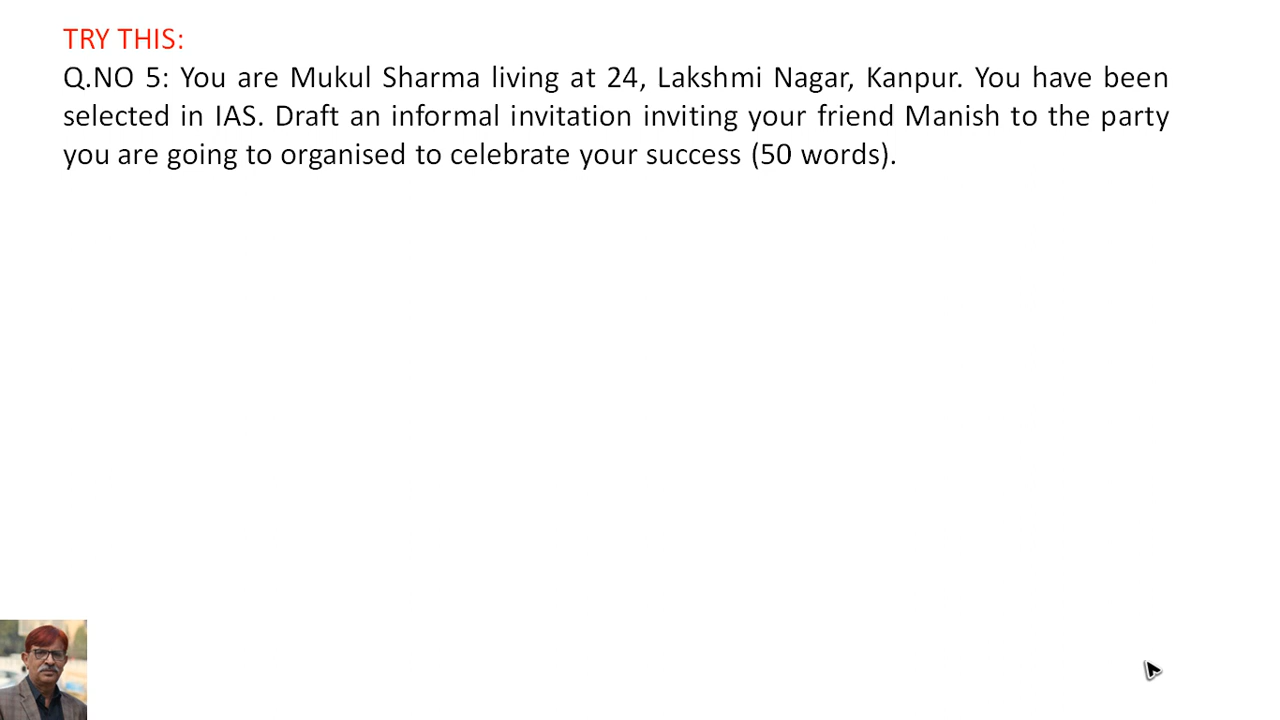 TRY THIS:
Q.NO 5: You are Mukul Sharma living at 24, Lakshmi Nagar, Kanpur. You have been
selected in IAS. Draft an informal invitation inviting your friend Manish to the party
you are going to organised to celebrate your success (50 words).